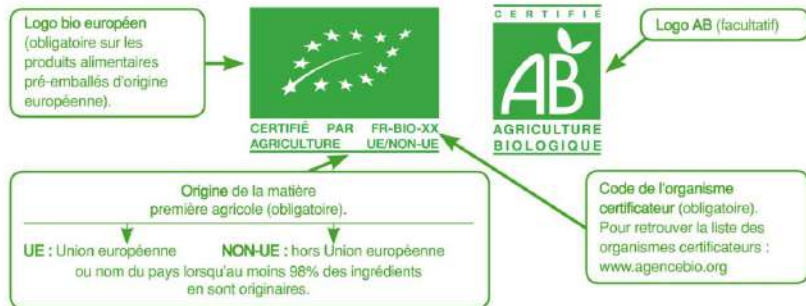 Logo bio européen
(obligatoire sur les
produits alimentaires
pré-emballés d'origine
européenne).
CERTIFIÉ PAR FR-BIO-XX
AGRICULTURE UE/NON-UE
CERTIFIÉ
AB
AGRICULTURE
BIOLOGIQUE
Logo AB (facultatif)
Origine de la matière
première agricole (obligatoire).
UE : Union européenne NON-UE : hors Union européenne
ou nom du pays lorsqu'au moins 98% des ingrédients
en sont originaires.
Code de l'organisme
certificateur (obligatoire).
Pour retrouver la liste des
organismes certificateurs :
www.agencebio.org